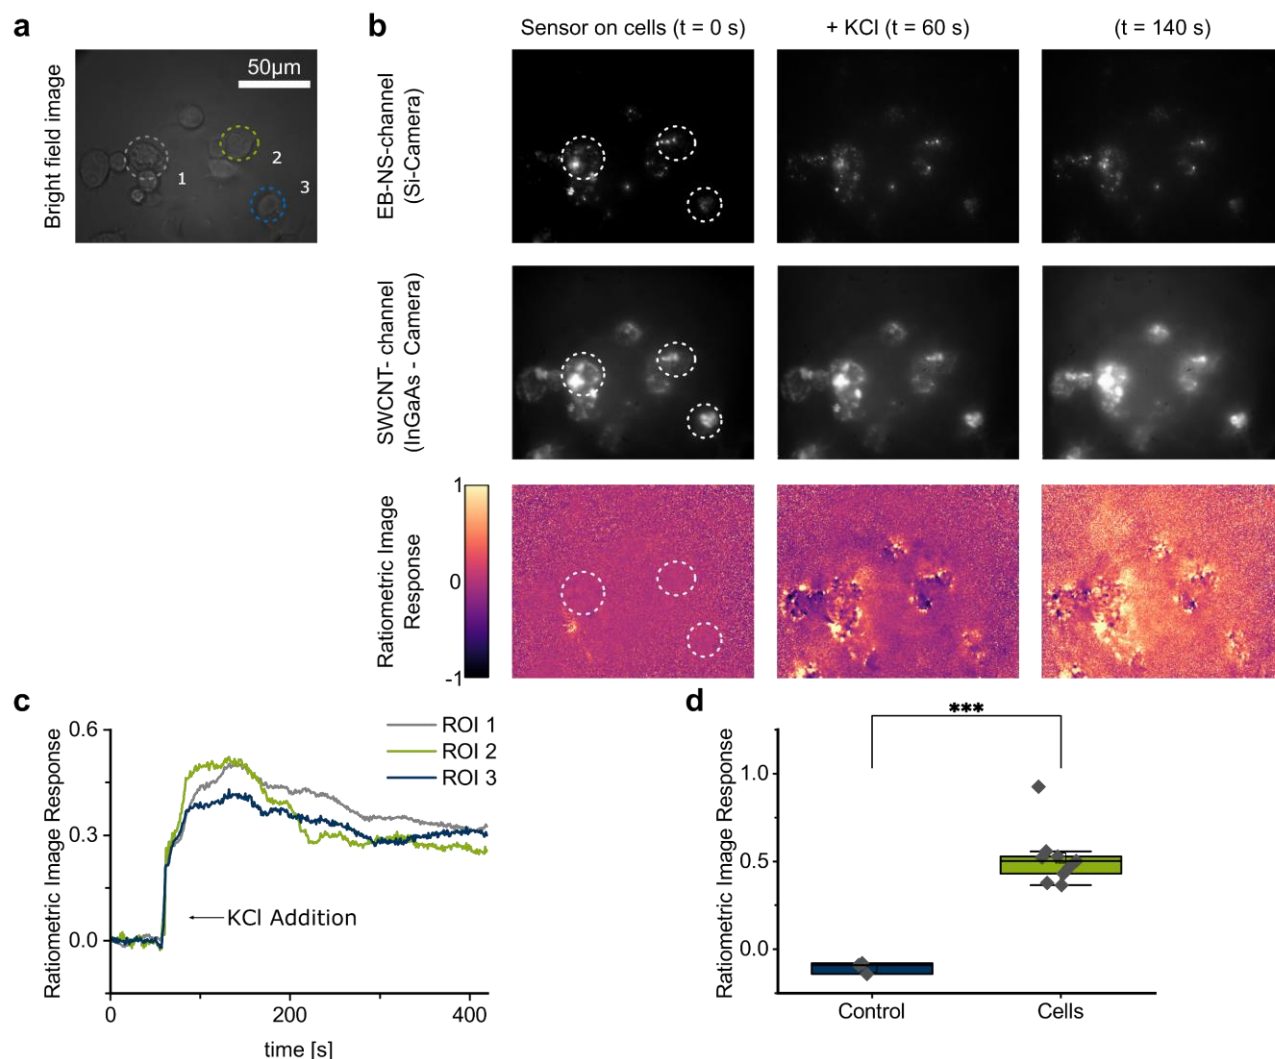 a
Bright field image
50µm
1
2
3
b
Sensor on cells (t = 0 s)
+ KCl (t = 60 s)
(t = 140 s)
EB-NS-channel
(Si-Camera)
SWCNT- channel
(InGaAs - Camera)
Ratiometric Image
Response
1
0
-1
c
Ratiometric Image Response
0.6
0.3
0.0
ROI 1
ROI 2
ROI 3
KCl Addition
0
200
400
time [s]
d
Ratiometric Image Response
1.0
0.5
0.0
***
Control
Cells